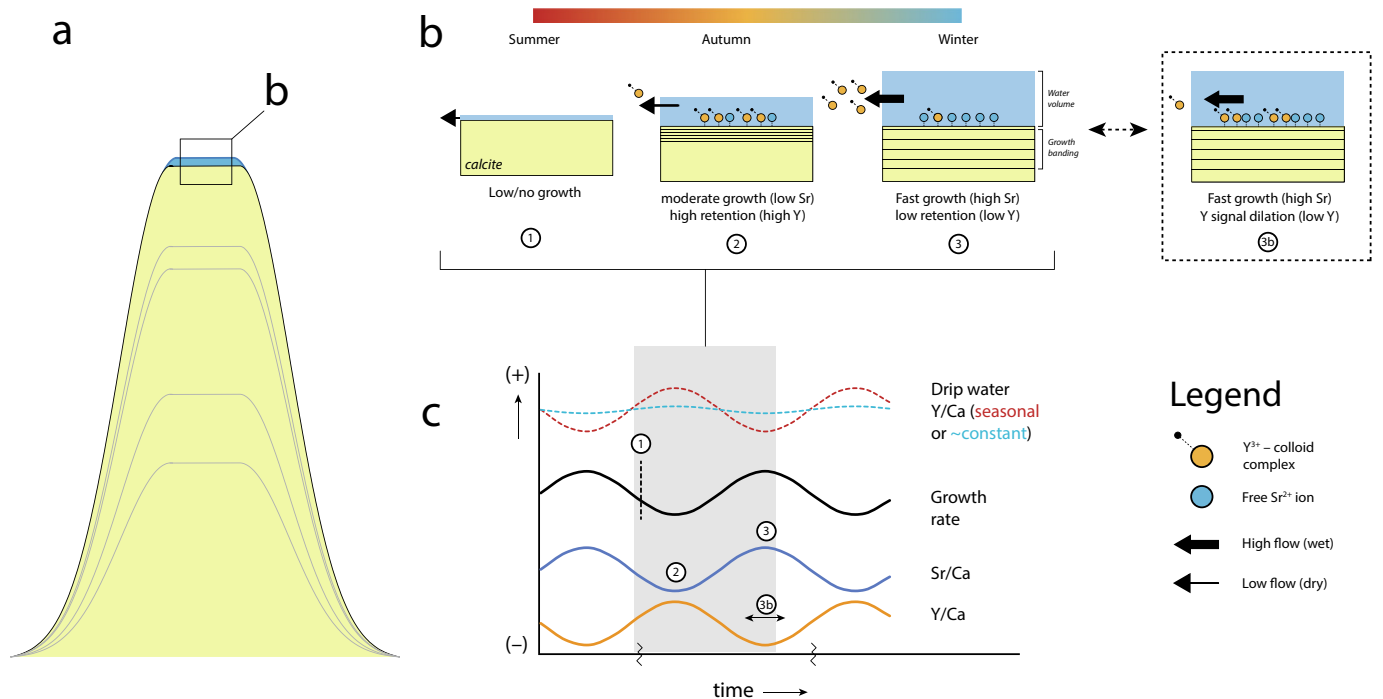 a
b
b
Summer
Autumn
Winter
calcite
Low/no growth
1
moderate growth (low Sr)
high retention (high Y)
2
Fast growth (high Sr)
low retention (low Y)
3
Water
volume
Growth
banding
Fast growth (high Sr)
Y signal dilation (low Y)
3b
c
(+)
(–)
1
2
3
3b
Drip water
Y/Ca (seasonal
or ~constant)
Growth
rate
Sr/Ca
Y/Ca
time
Legend
Y³⁺ – colloid
complex
Free Sr²⁺ ion
High flow (wet)
Low flow (dry)